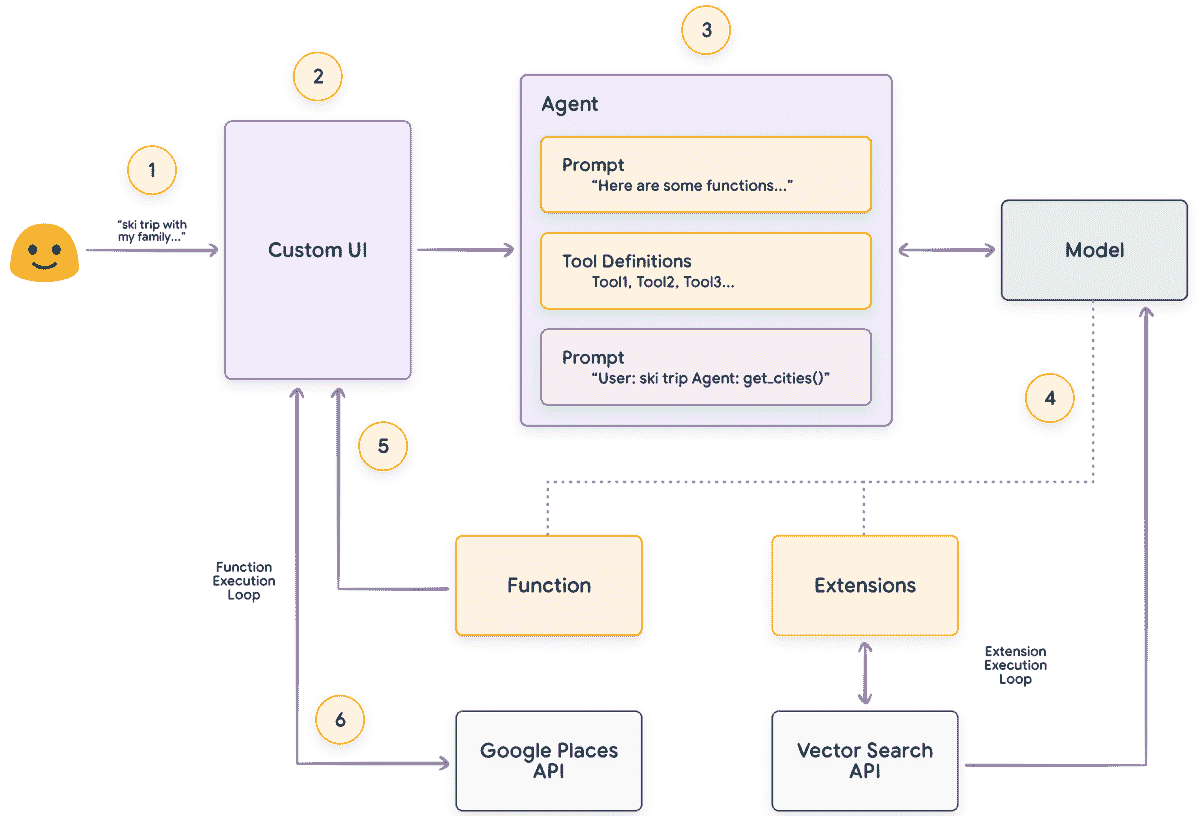 3
2
Agent
1
Prompt
“Here are some functions...”
“ski trip with
my family...”
Custom UI
Tool Definitions
Tool1, Tool2, Tool3...
Model
Prompt
“User: ski trip Agent: get_cities()”
4
5
Function
Execution
Loop
Function
Extensions
Extension
Execution
Loop
6
Google Places
API
Vector Search
API